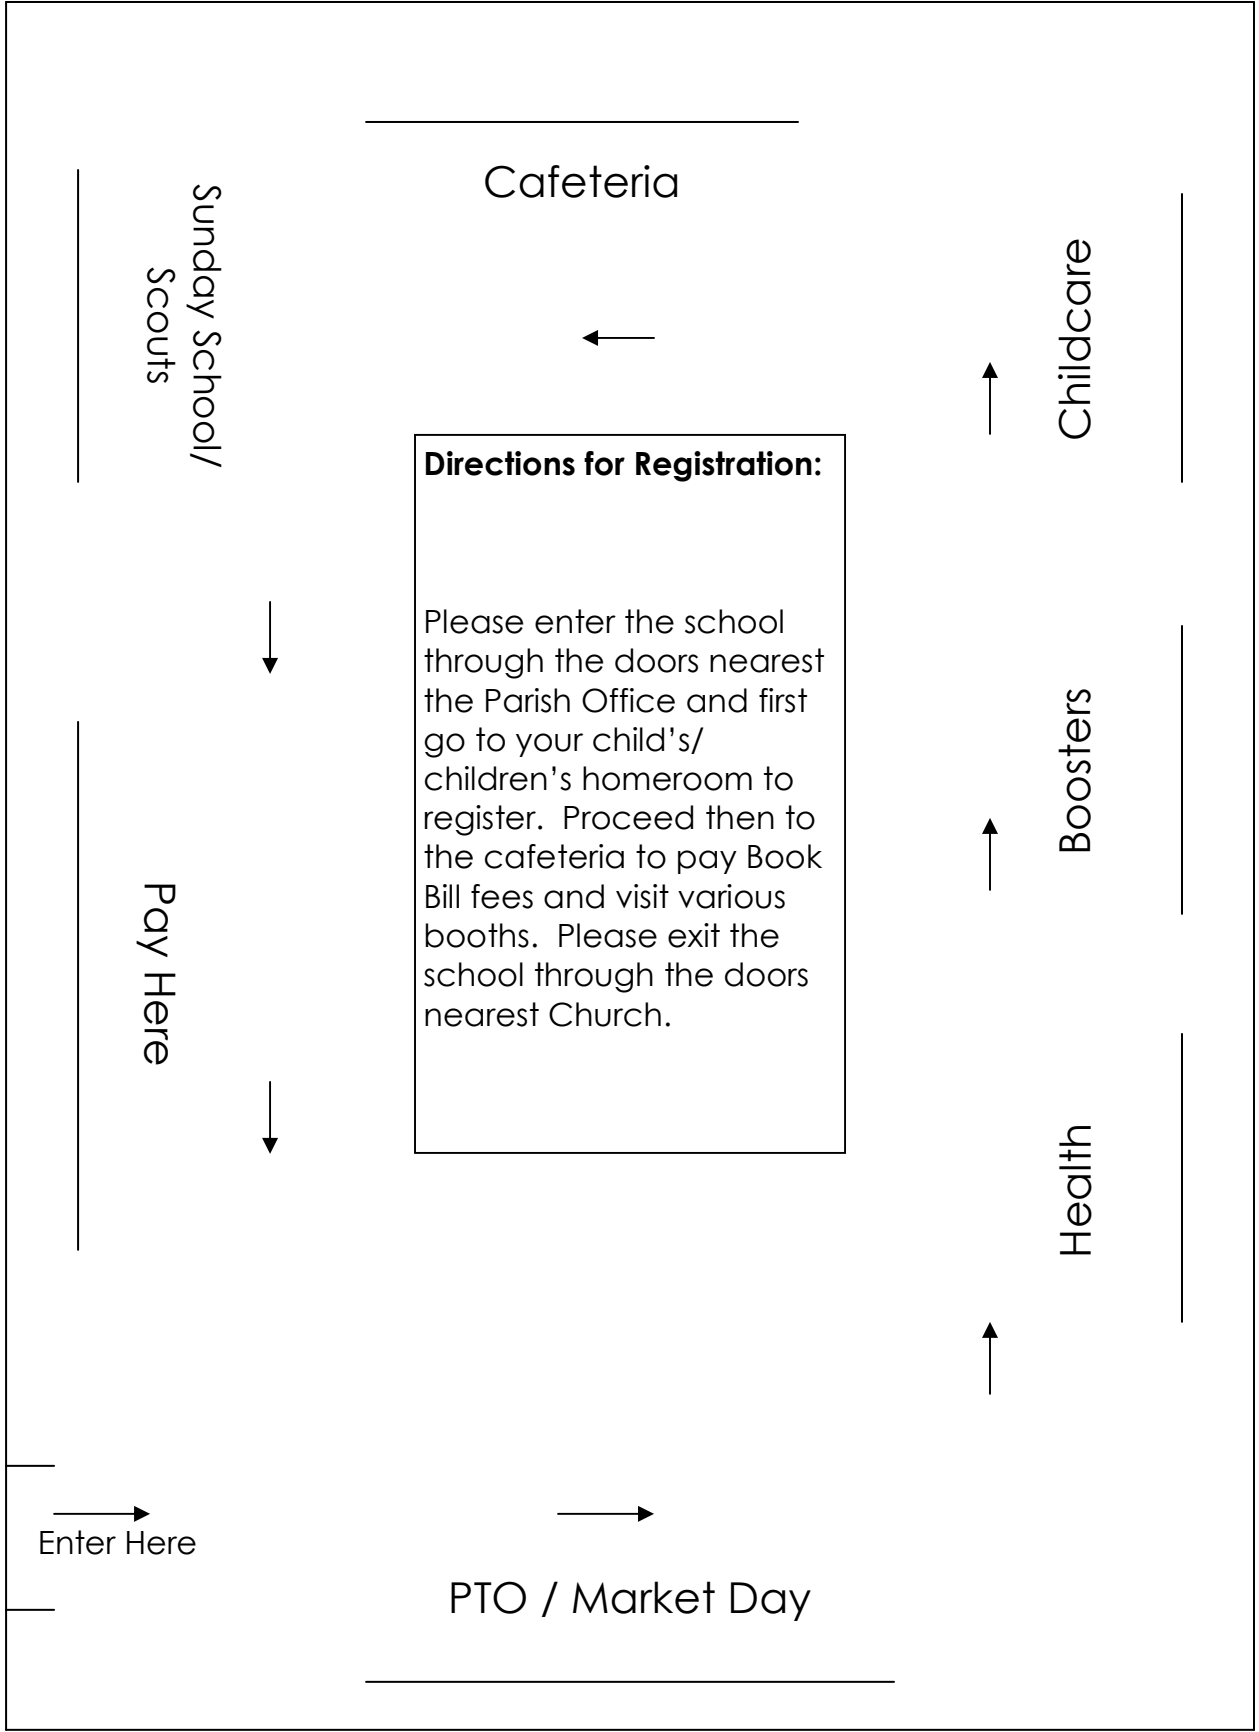 Cafeteria
Sunday School/
Scouts
Childcare
Directions for Registration:
Please enter the school
through the doors nearest
the Parish Office and first
go to your child’s/
children’s homeroom to
register.  Proceed then to
the cafeteria to pay Book
Bill fees and visit various
booths.  Please exit the
school through the doors
nearest Church.
Boosters
Pay Here
Health
Enter Here
PTO / Market Day